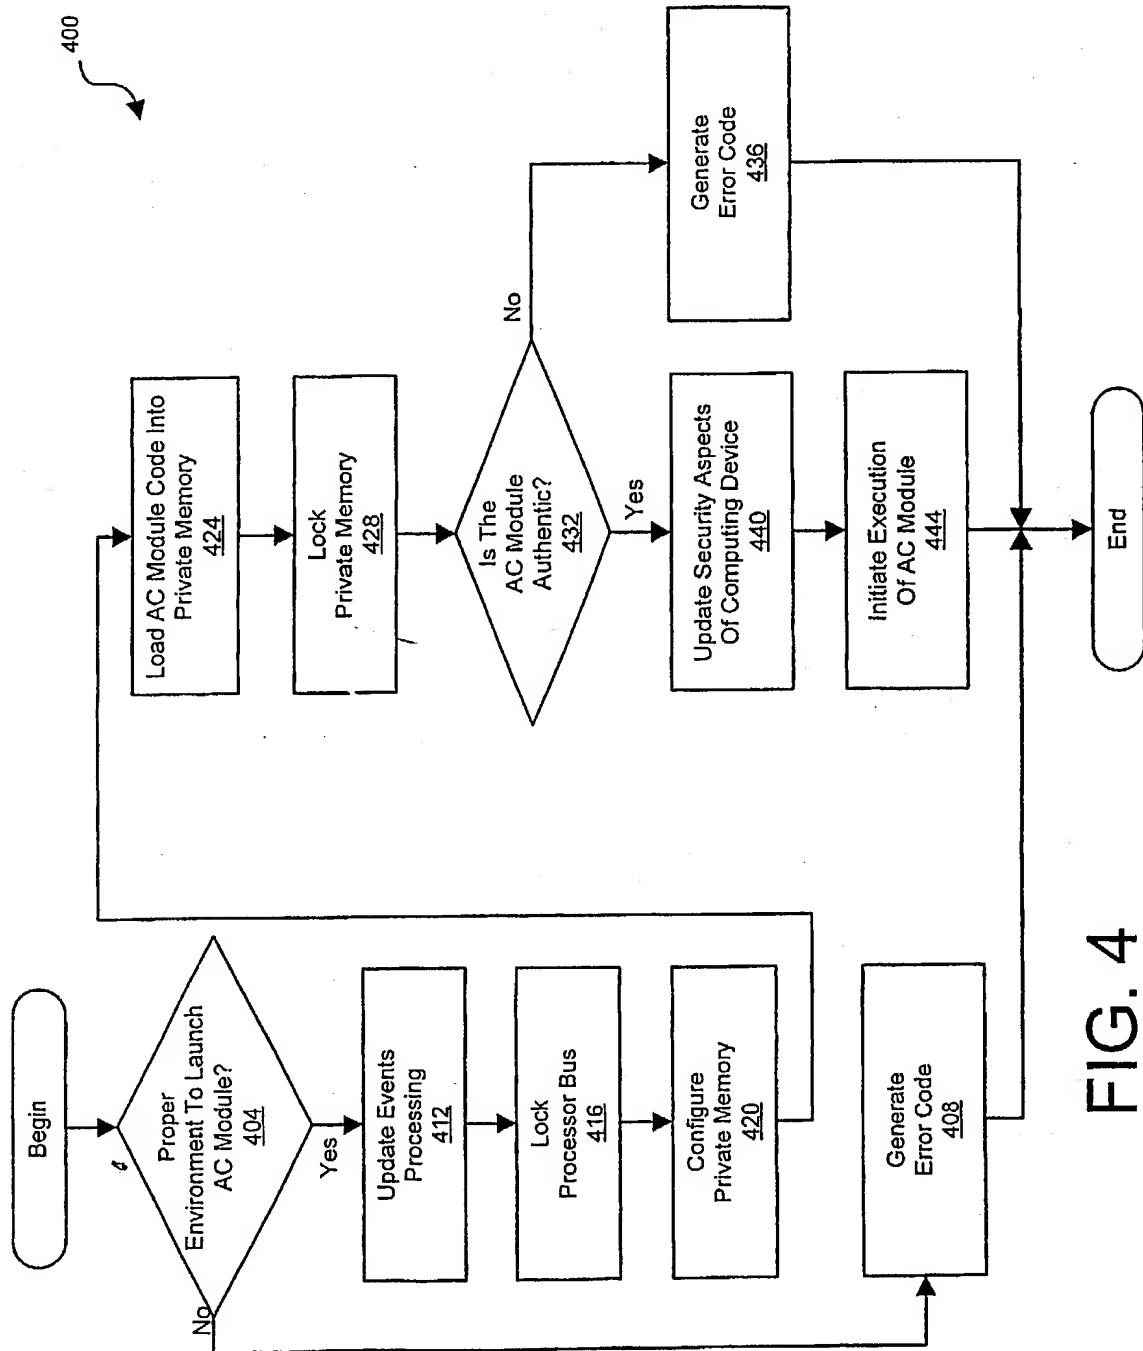 400
Begin
Proper
Environment To Launch
AC Module?
404
No
Yes
Update Events
Processing
412
Lock
Processor Bus
416
Configure
Private Memory
420
Generate
Error Code
408
Load AC Module Code Into
Private Memory
424
Lock
Private Memory
428
Is The
AC Module
Authentic?
432
No
Yes
Generate
Error Code
436
Update Security Aspects
Of Computing Device
440
Initiate Execution
Of AC Module
444
End
FIG. 4